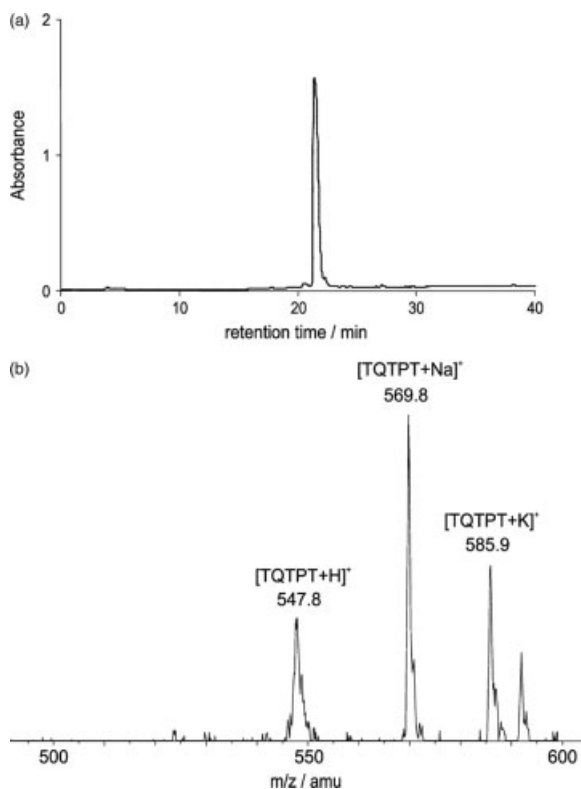 (a)
2
1
0
Absorbance
0 10 20 30 40
retention time / min
(b)
[TQTPT+Na]⁺
569.8
[TQTPT+K]⁺
585.9
[TQTPT+H]⁺
547.8
500 550 600
m/z / amu